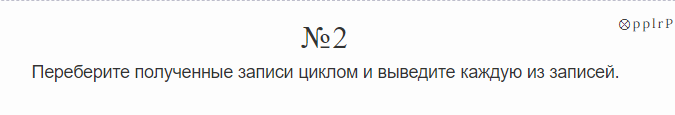 ⊗pplrP
№2
Переберите полученные записи циклом и выведите каждую из записей.